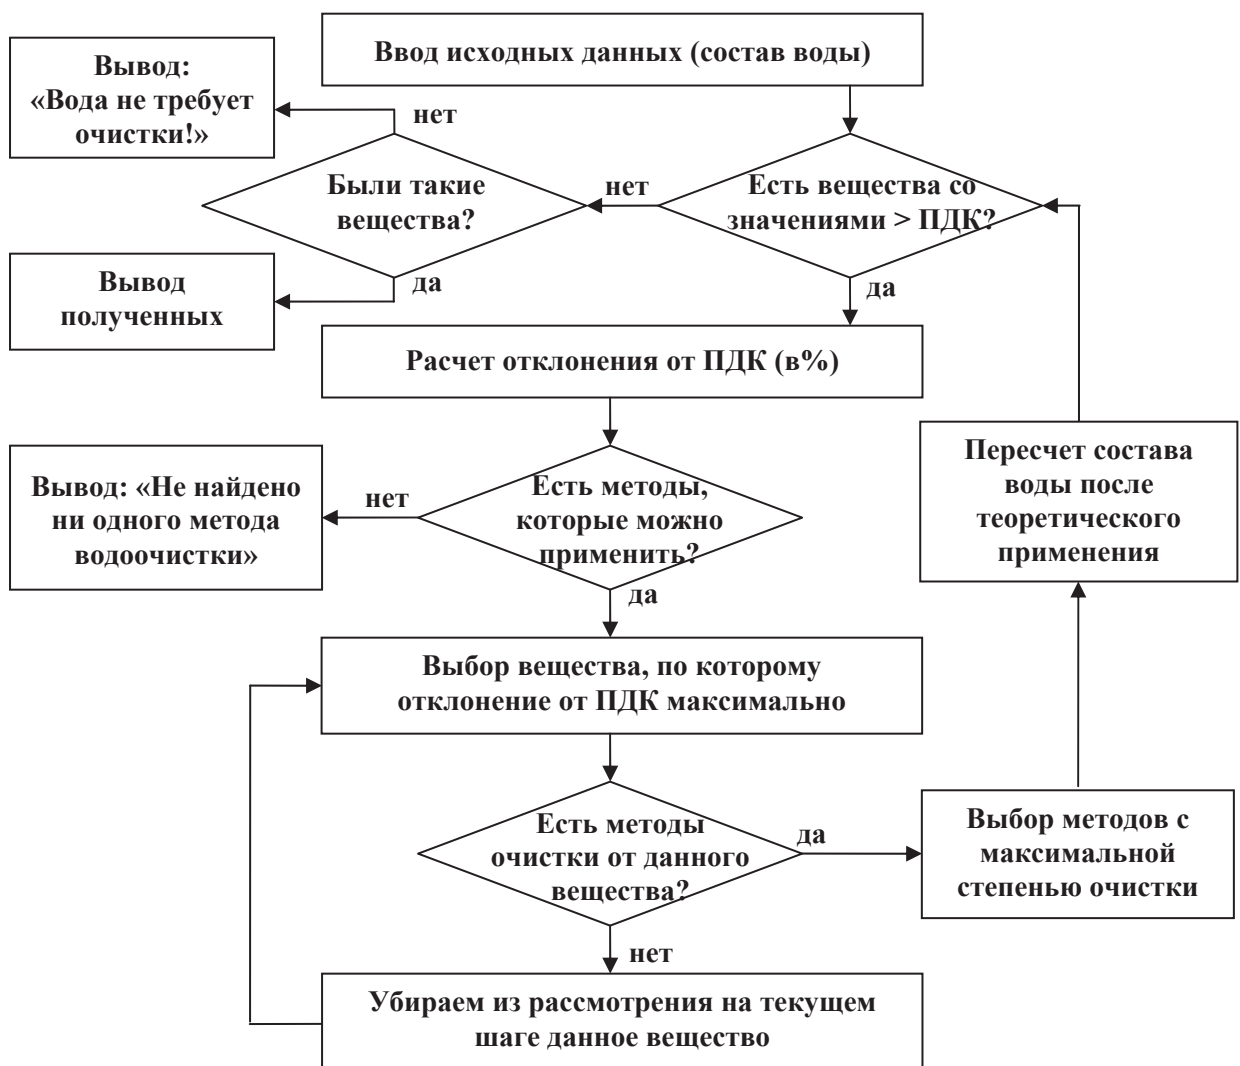 Ввод исходных данных (состав воды)
Вывод:
«Вода не требует
очистки!»
нет
Были такие
вещества?
нет
Есть вещества со
значениями > ПДК?
да
да
Вывод
полученных
Расчет отклонения от ПДК (в%)
Вывод: «Не найдено
ни одного метода
водоочистки»
нет
Есть методы,
которые можно
применить?
да
Пересчет состава
воды после
теоретического
применения
Выбор вещества, по которому
отклонение от ПДК максимально
Есть методы
очистки от данного
вещества?
да
Выбор методов с
максимальной
степенью очистки
нет
Убираем из рассмотрения на текущем
шаге данное вещество